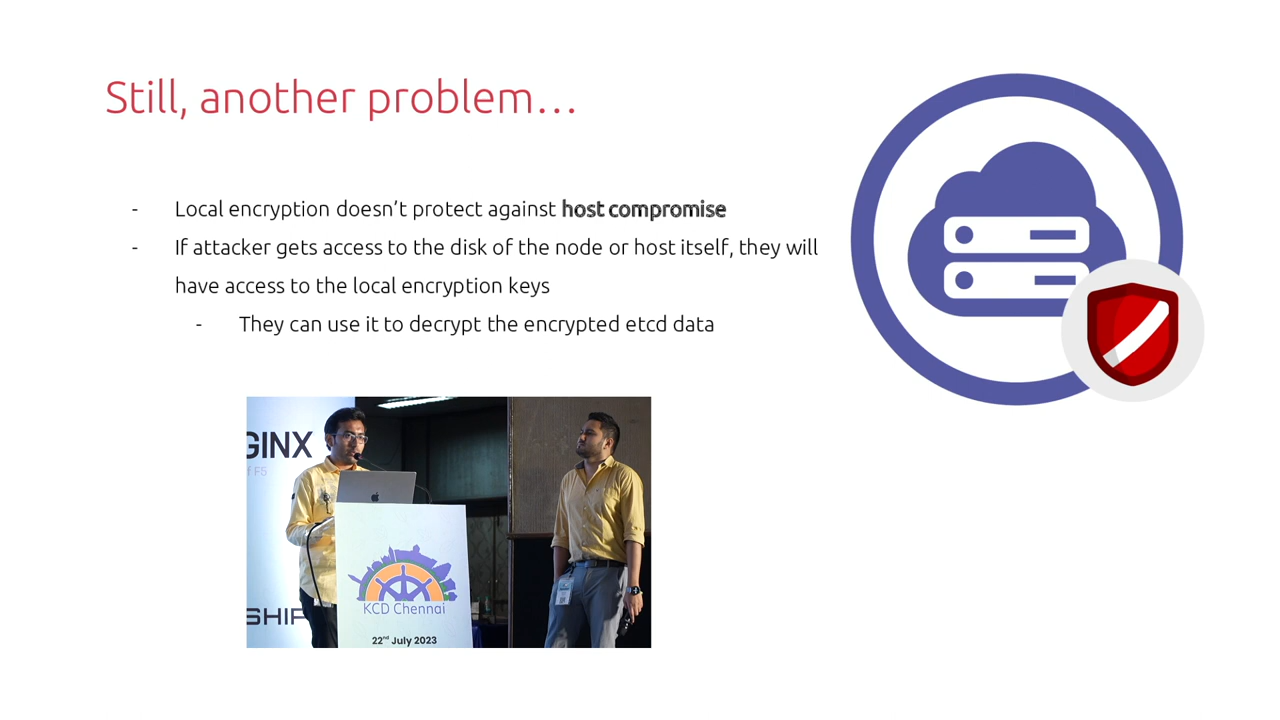 Still, another problem…
- Local encryption doesn’t protect against host compromise
- If attacker gets access to the disk of the node or host itself, they will
have access to the local encryption keys
- They can use it to decrypt the encrypted etcd data
GINX
F5
SHIF
KCD Chennai
22nd July 2023